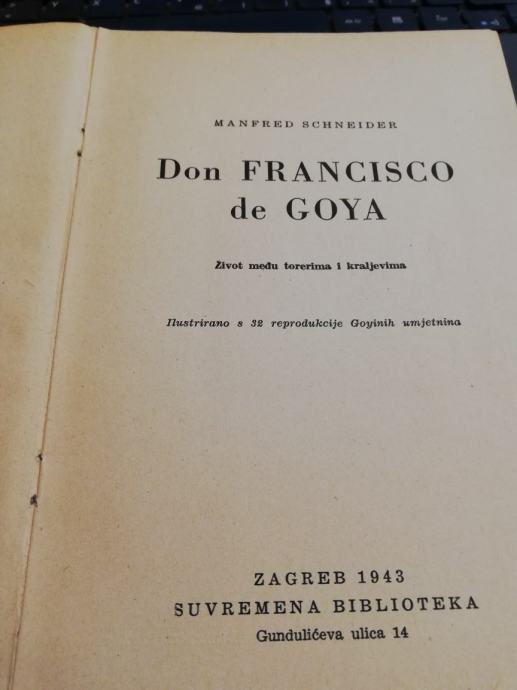 MANFRED SCHNEIDER
Don FRANCISCO
de GOYA
Život među torerima i kraljevima
Ilustrirano s 32 reprodukcije Goyinih umjetnina
ZAGREB 1943
SUVREMENA BIBLIOTEKA
Gundulićeva ulica 14